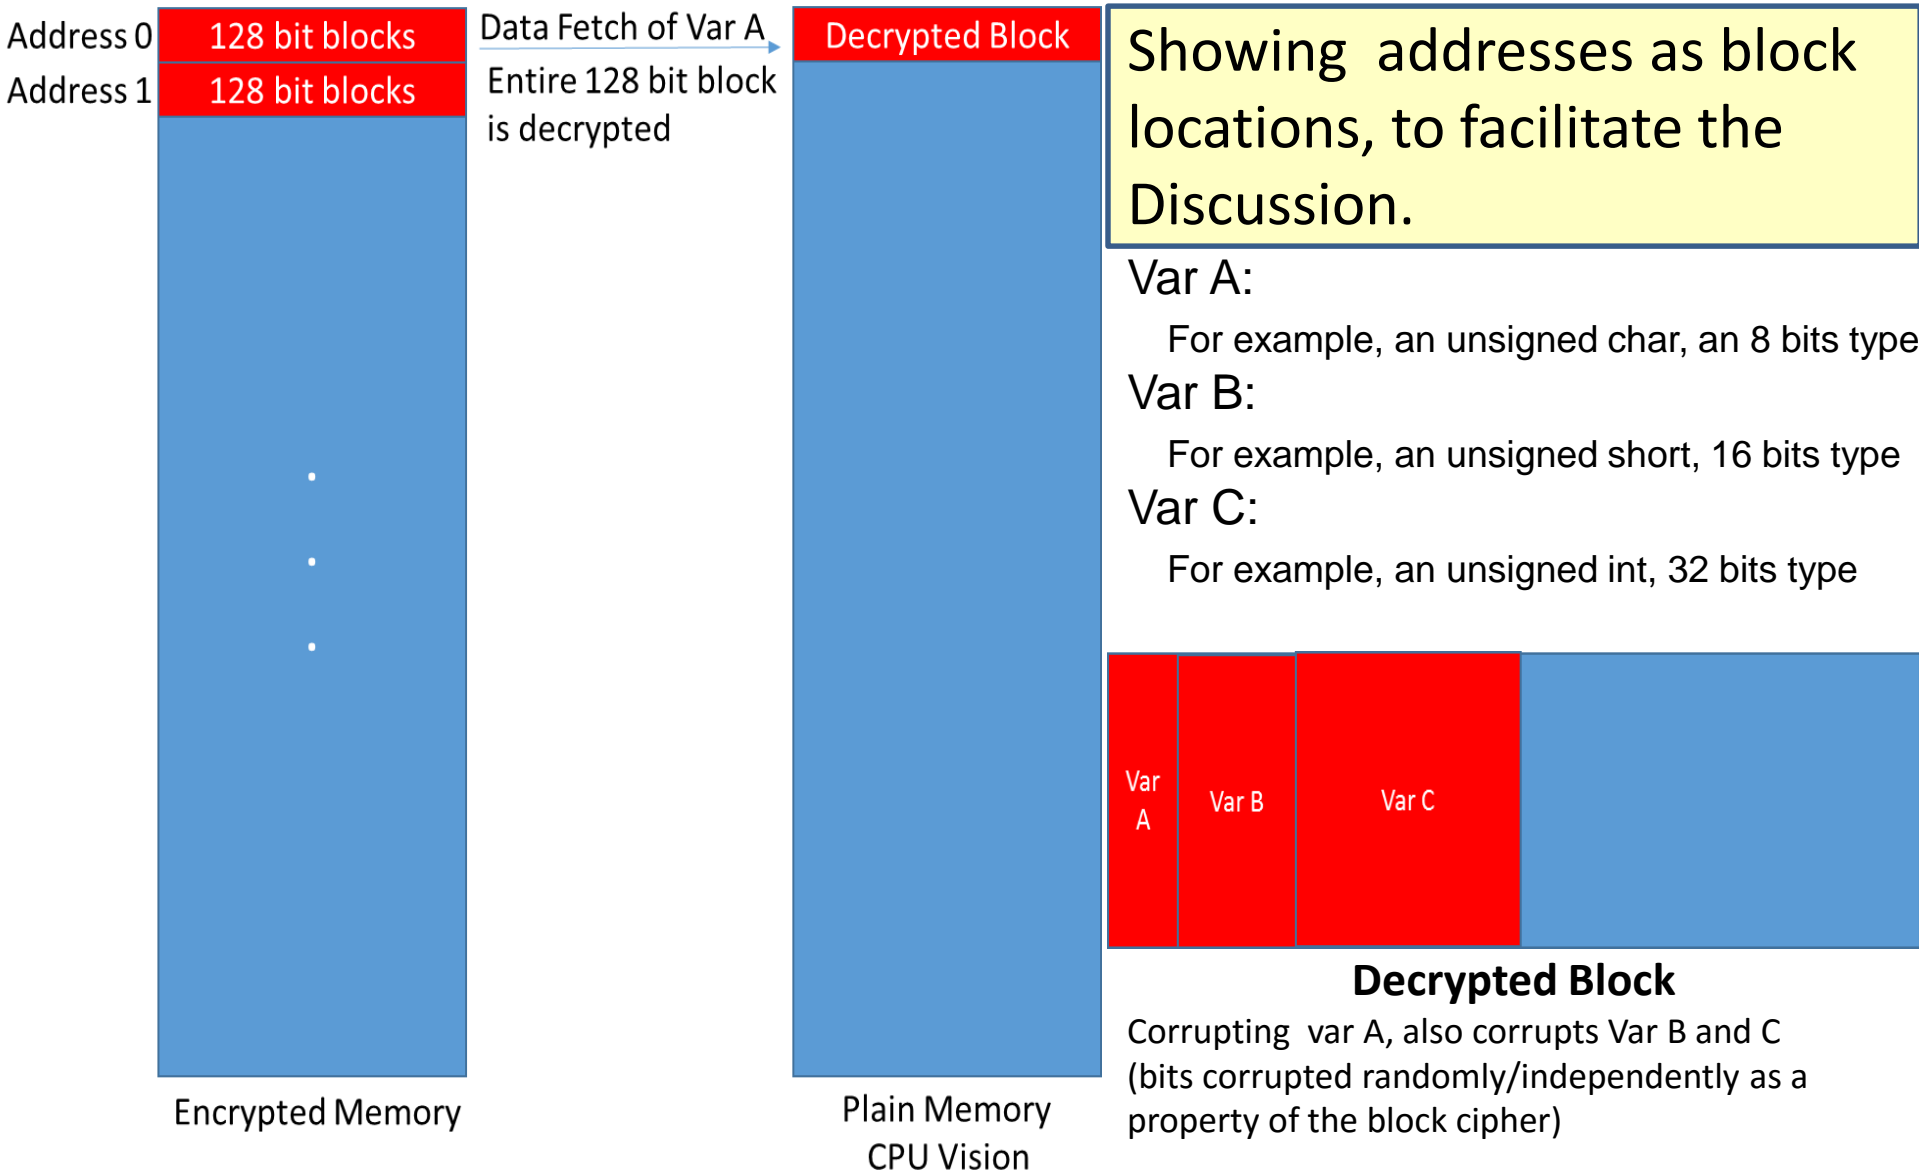 Address 0
128 bit blocks
Address 1
128 bit blocks
Encrypted Memory
Data Fetch of Var A
Entire 128 bit block
is decrypted
Decrypted Block
Plain Memory
CPU Vision
Showing addresses as block
locations, to facilitate the
Discussion.
Var A:
For example, an unsigned char, an 8 bits type
Var B:
For example, an unsigned short, 16 bits type
Var C:
For example, an unsigned int, 32 bits type
Var
A
Var B
Var C
Decrypted Block
Corrupting var A, also corrupts Var B and C
(bits corrupted randomly/independently as a
property of the block cipher)